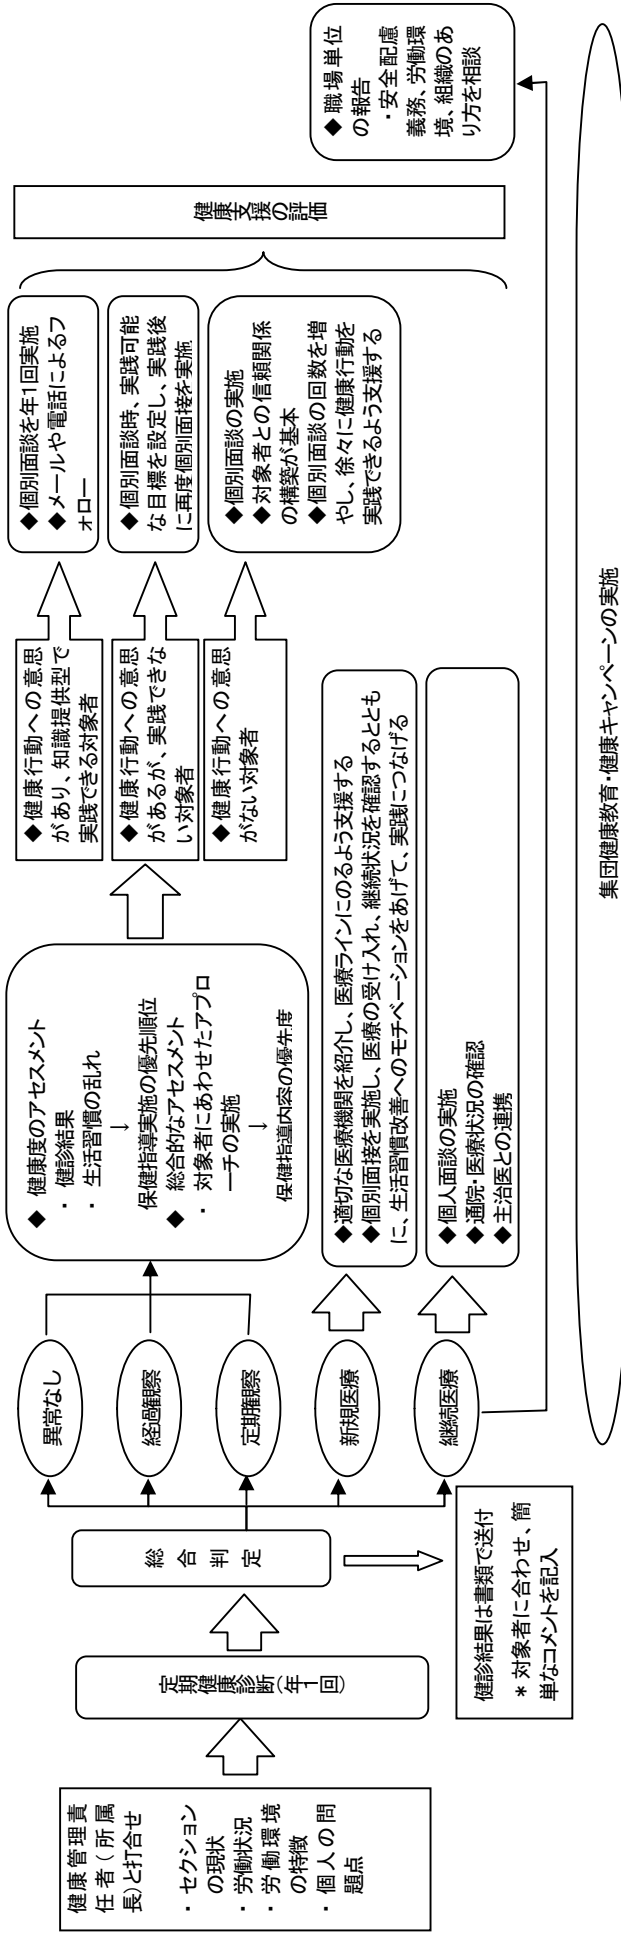 健康管理責
任者(所属
長)と打合せ
・ セクション
の現状
・ 労働状況
・ 労働環境
の特徴
・ 個人の問
題点
定期健康診断(年1回)
総合判定
健診結果は書類で送付
* 対象者に合わせ、簡
単なコメントを記入
異常なし
経過観察
定期観察
新規医療
継続医療
◆ 健康度のアセスメント
・ 健診結果
・ 生活習慣の乱れ
↓
保健指導実施の優先順位
◆ 総合的なアセスメント
・ 対象者にあわせたアプロ
ーチの実施
↓
保健指導内容の優先度
◆適切な医療機関を紹介し、医療ラインにのるよう支援する
◆個別面接を実施し、医療の受け入れ、継続状況を確認するととも
に、生活習慣改善へのモチベーションをあげて、実践につなげる
◆個人面談の実施
◆通院・医療状況の確認
◆主治医との連携
◆健康行動への意思
があり、知識提供型で
実践できる対象者
◆健康行動への意思
があるが、実践できな
い対象者
◆健康行動への意思
がない対象者
◆個別面談を年1回実施
◆メールや電話によるフ
ォロー
◆個別面談時、実践可能
な目標を設定し、実践後
に再度個別面接を実施
◆個別面談の実施
◆対象者との信頼関係
の構築が基本
◆個別面談の回数を増
やし、徐々に健康行動を
実践できるよう支援する
健康支援の評価
◆ 職場単位
の報告
・安全配慮
義務、労働環
境、組織のあ
り方を相談
集団健康教育・健康キャンペーンの実施